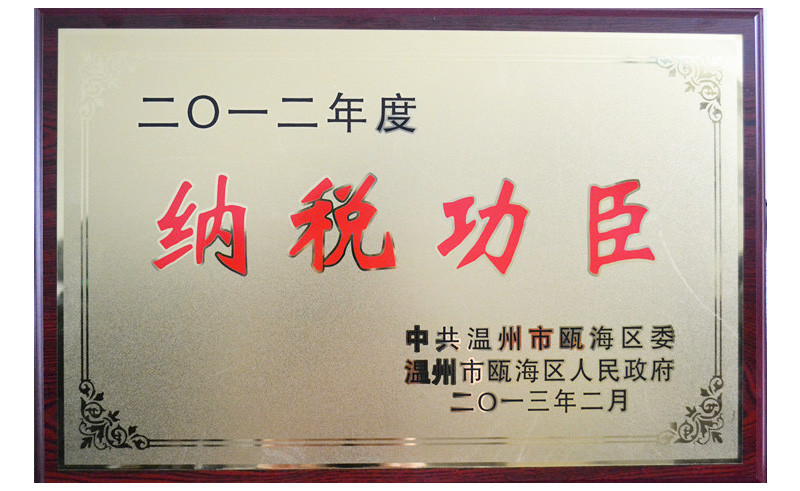 二〇一二年度
纳税功臣
中共温州市瓯海区委
温州市瓯海区人民政府
二〇一三年二月